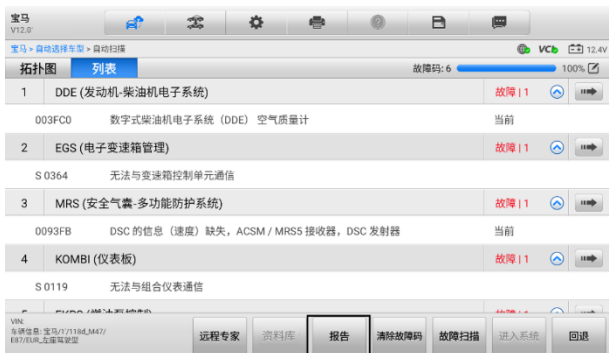 宝马
V12.0
VCI 12.4V
宝马 > 自动选择车型 > 自动扫描
拓扑图 列表 故障码: 6 100%
1 DDE (发动机-柴油机电子系统) 故障 | 1
003FC0 数字式柴油机电子系统（DDE） 空气质量计 当前
2 EGS (电子变速箱管理) 故障 | 1
S 0364 无法与变速箱控制单元通信
3 MRS (安全气囊-多功能防护系统) 故障 | 1
0093FB DSC 的信息（速度）缺失，ACSM / MRS5 接收器，DSC 发射器 当前
4 KOMBI (仪表板) 故障 | 1
S 0119 无法与组合仪表通信
VIN:
车辆信息: 宝马/1'/118d_M47/
E87/EUR_左座驾驶型
远程专家 资料库 报告 清除故障码 故障扫描 进入系统 回退